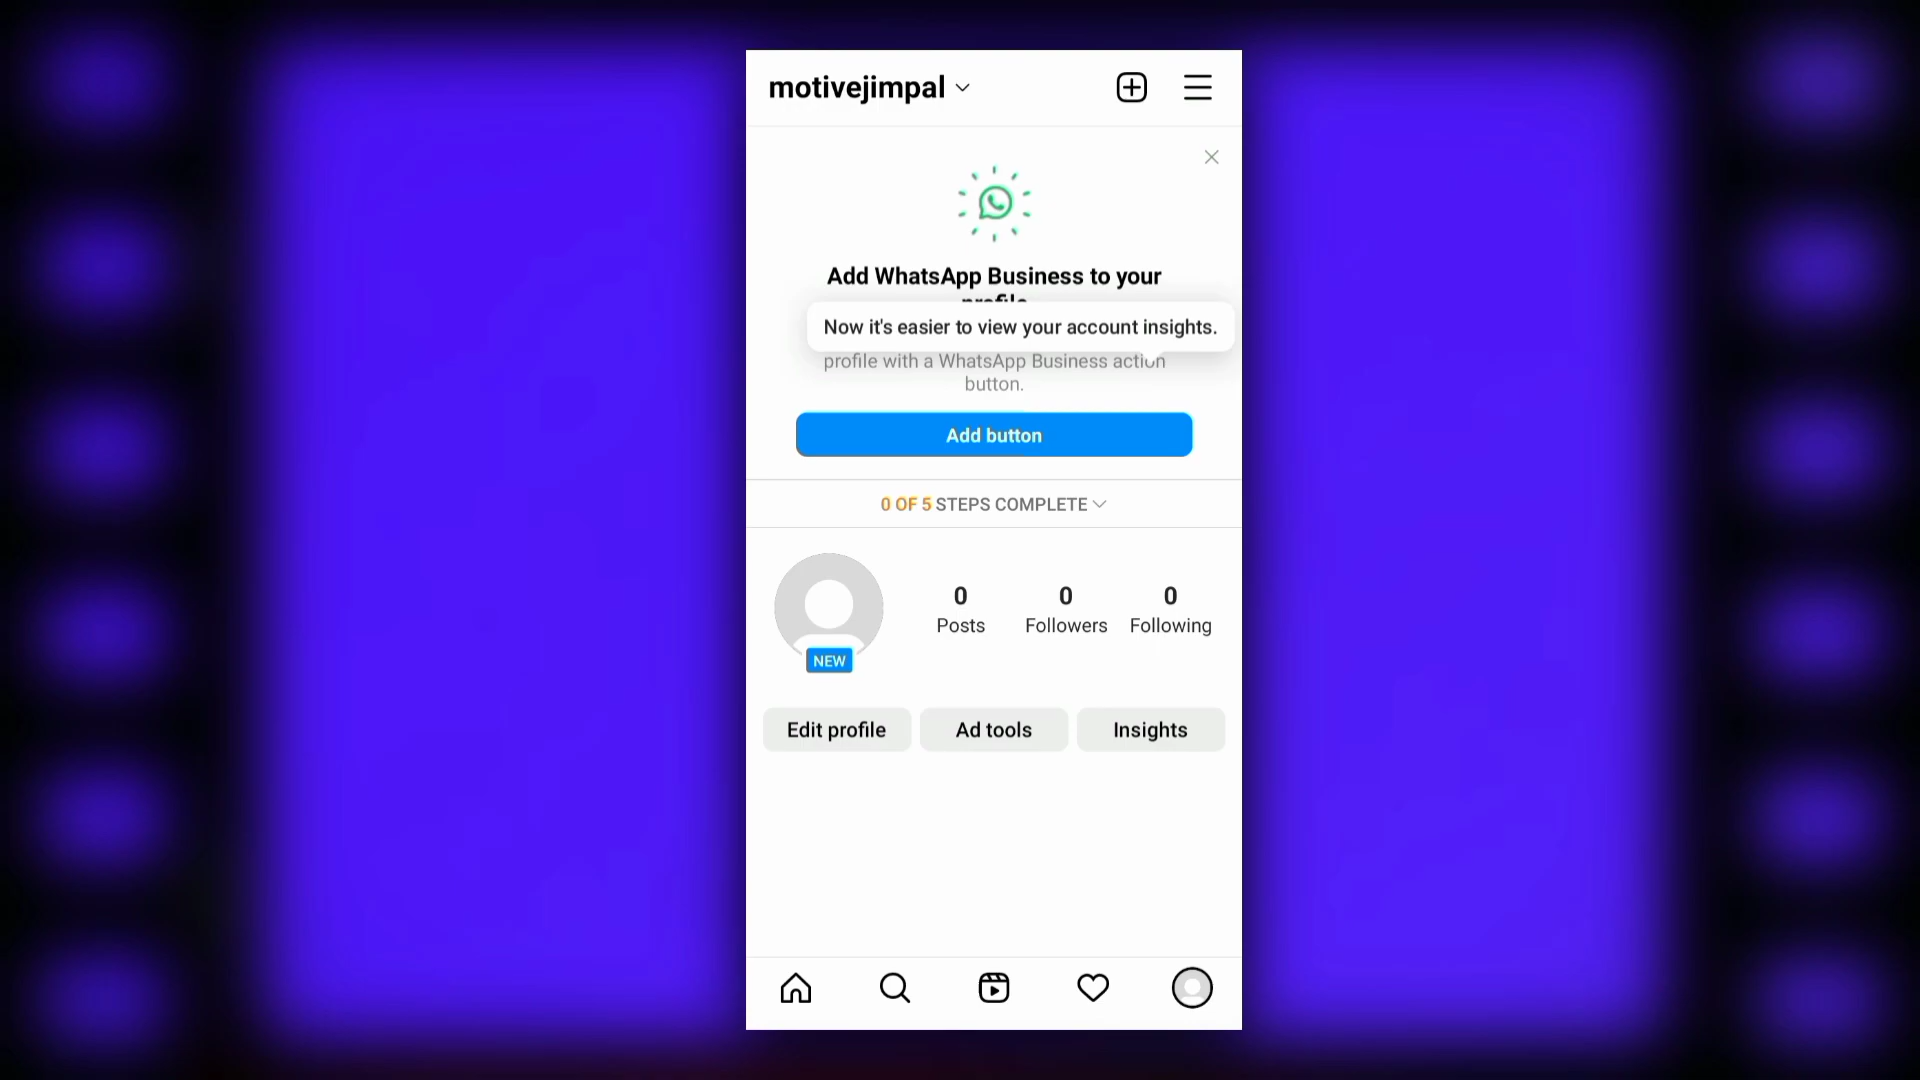 motivejimpal
Add WhatsApp Business to your
Now it's easier to view your account insights.
profile with a WhatsApp Business action
button.
Add button
0 OF 5 STEPS COMPLETE
0 0 0
Posts Followers Following
NEW
Edit profile Ad tools Insights